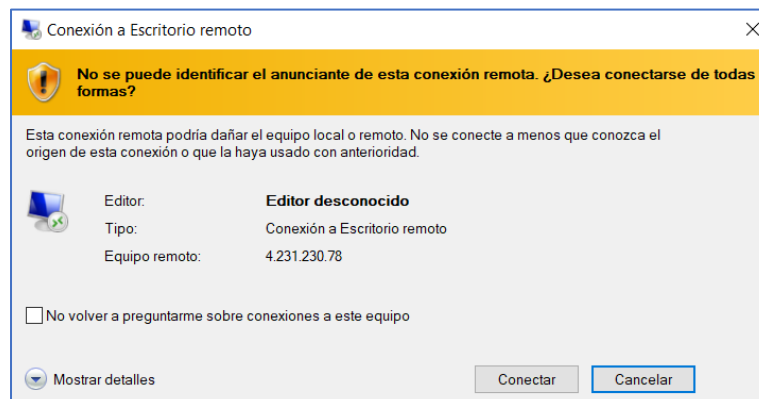 Conexión a Escritorio remoto
No se puede identificar el anunciante de esta conexión remota. ¿Desea conectarse de todas
formas?
Esta conexión remota podría dañar el equipo local o remoto. No se conecte a menos que conozca el
origen de esta conexión o que la haya usado con anterioridad.
Editor: Editor desconocido
Tipo: Conexión a Escritorio remoto
Equipo remoto: 4.231.230.78
No volver a preguntarme sobre conexiones a este equipo
Mostrar detalles Conectar Cancelar